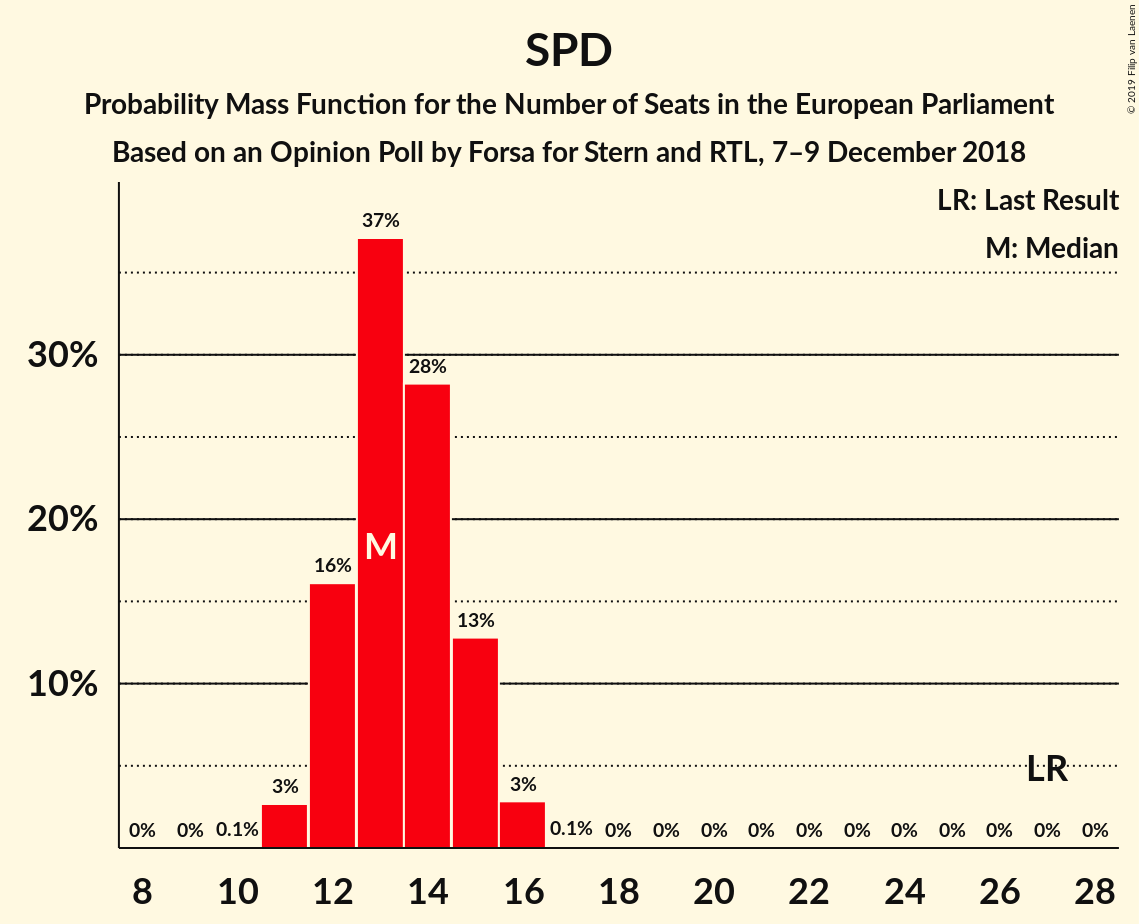 SPD
Probability Mass Function for the Number of Seats in the European Parliament
Based on an Opinion Poll by Forsa for Stern and RTL, 7–9 December 2018
© 2019 Filip van Laenen
LR: Last Result
M: Median
37%
30%
28%
20%
M
16%
13%
10%
LR
3%
3%
0%
0%
0.1%
0.1%
0%
0%
0%
0%
0%
0%
0%
0%
0%
0%
0%
8 10 12 14 16 18 20 22 24 26 28